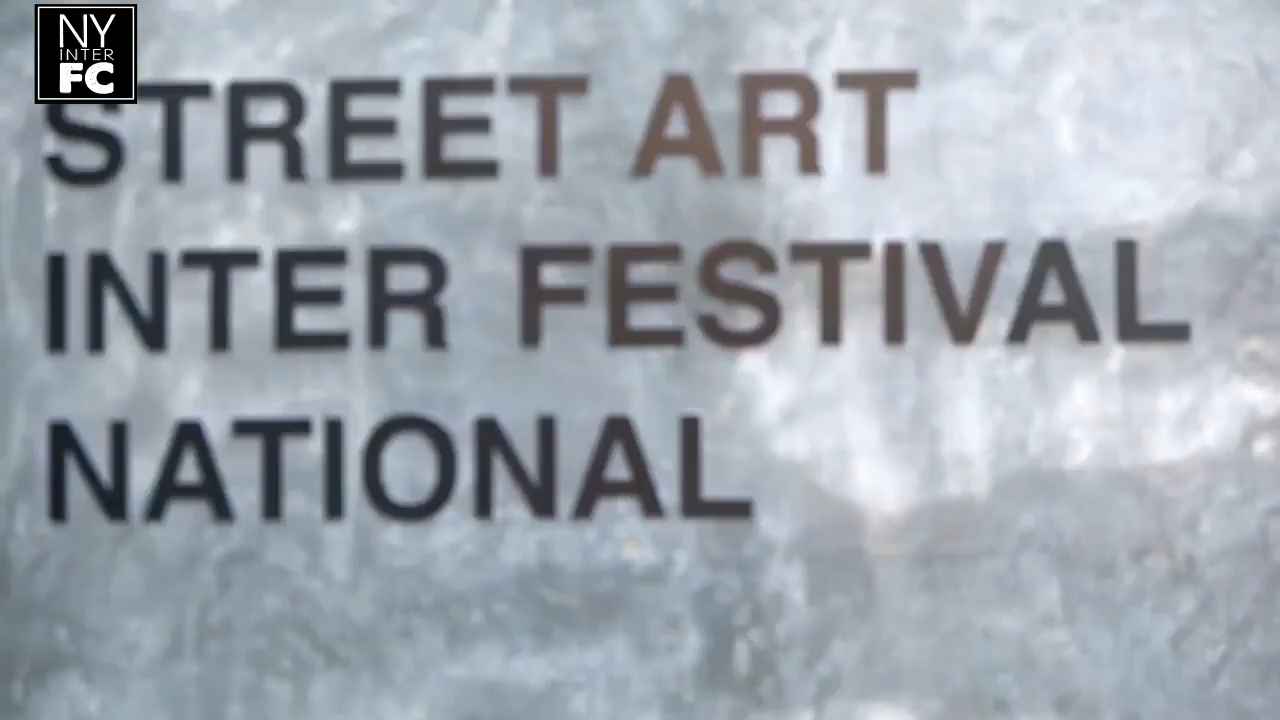 NY
INTER
FC
STREET ART
INTER FESTIVAL
NATIONAL